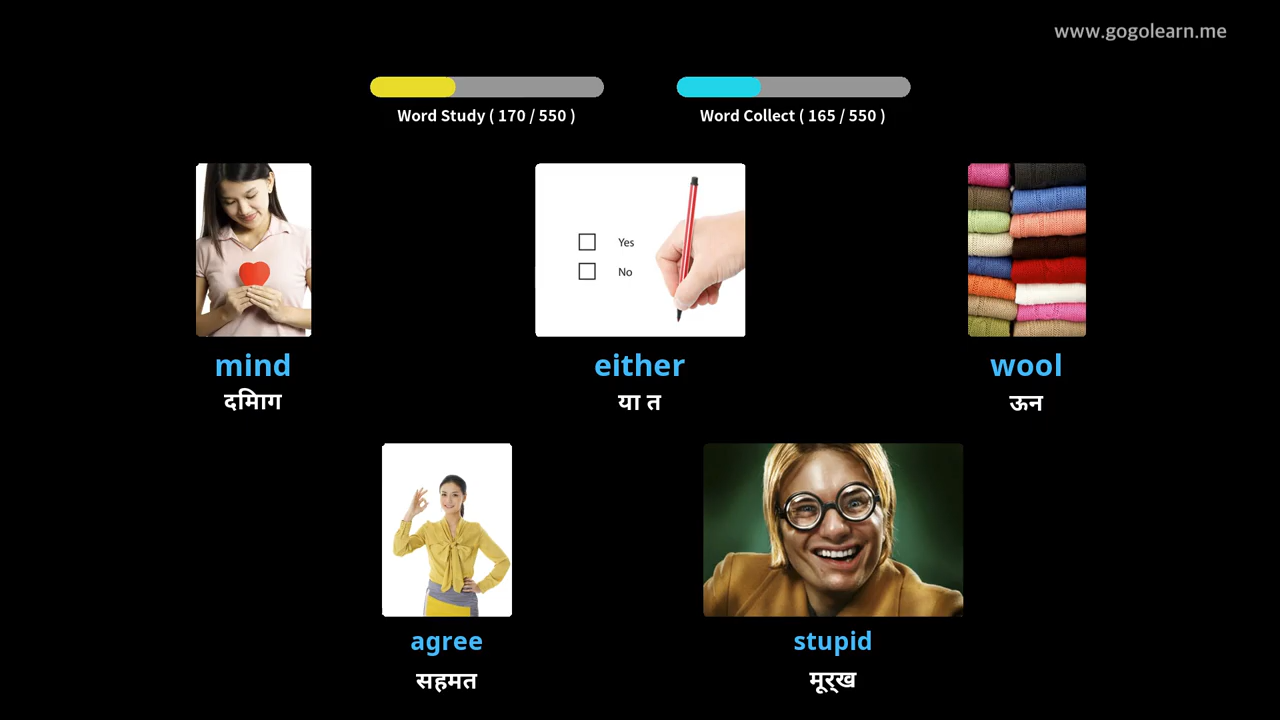 www.gogolearn.me
Word Study ( 170 / 550 )
Word Collect ( 165 / 550 )
Yes
No
mind
दिमाग
either
या त
wool
ऊन
agree
सहमत
stupid
मूर्ख